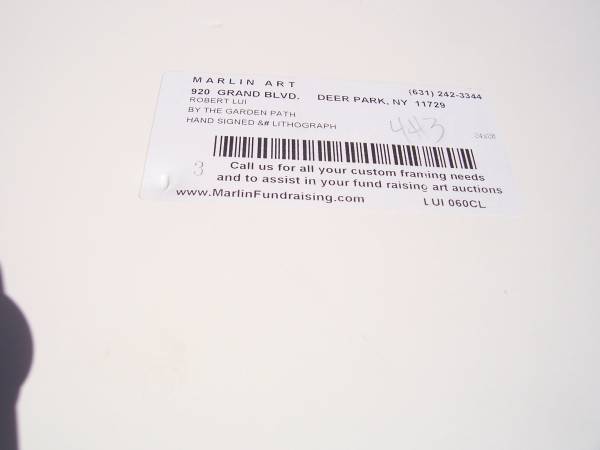 MARLIN ART
920 GRAND BLVD. DEER PARK, NY 11729 (631) 242-3344
ROBERT LUI
BY THE GARDEN PATH
HAND SIGNED &# LITHOGRAPH 443
3
Call us for all your custom framing needs
and to assist in your fund raising art auctions
www.MarlinFundraising.com LUI 060CL